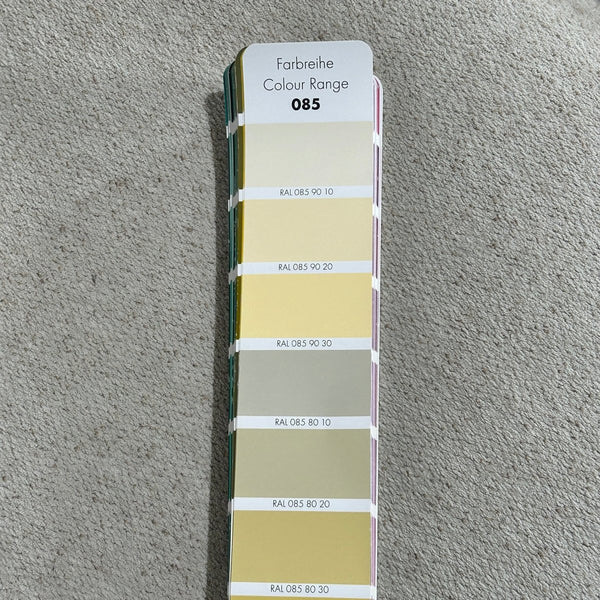 Farbreihe
Colour Range
085
RAL 085 90 10
RAL 085 90 20
RAL 085 90 30
RAL 085 80 10
RAL 085 80 20
RAL 085 80 30